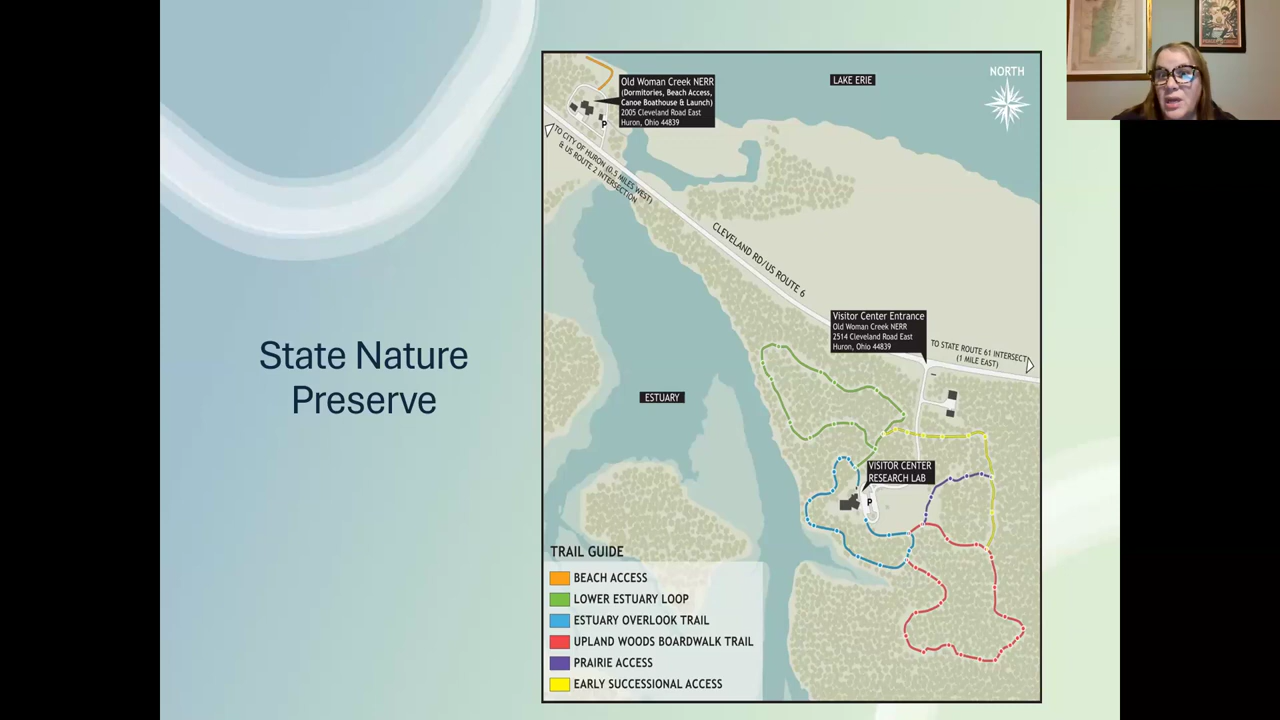 State Nature
Preserve
Old Woman Creek NERR
(Dormitories, Beach Access,
Canoe Boathouse & Launch)
2005 Cleveland Road East
Huron, Ohio 44839
LAKE ERIE
NORTH
P
TO CITY OF HURON (0.5 MILES WEST)
& US ROUTE 2 INTERSECTION
CLEVELAND RD/US ROUTE 6
Visitor Center Entrance
Old Woman Creek NERR
2514 Cleveland Road East
Huron, Ohio 44839
TO STATE ROUTE 61 INTERSECT
(1 MILE EAST)
ESTUARY
VISITOR CENTER
RESEARCH LAB
P
TRAIL GUIDE
BEACH ACCESS
LOWER ESTUARY LOOP
ESTUARY OVERLOOK TRAIL
UPLAND WOODS BOARDWALK TRAIL
PRAIRIE ACCESS
EARLY SUCCESSIONAL ACCESS